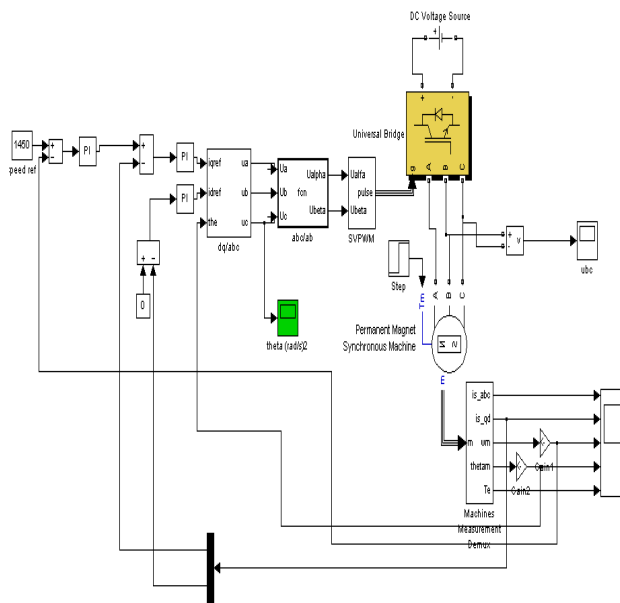 DC Voltage Source
+
+ -
Universal Bridge
g A B C
1450
peed ref
+
−
PI
+
−
PI
PI
iqref
idref
the
ua
ub
uc
dq/abc
Ua
Ub
Uc
fcn
Ualpha
Ubeta
abc/ab
Ualfa
pulse
Ubeta
SVPWM
+
-
v
ubc
Step
Tm
A B C
+ −
0
theta (rad/s)2
Permanent Magnet
Synchronous Machine
m
is_abc
is_qd
wm
thetam
Te
Gain1
Gain2
Machines
Measurement
Demux